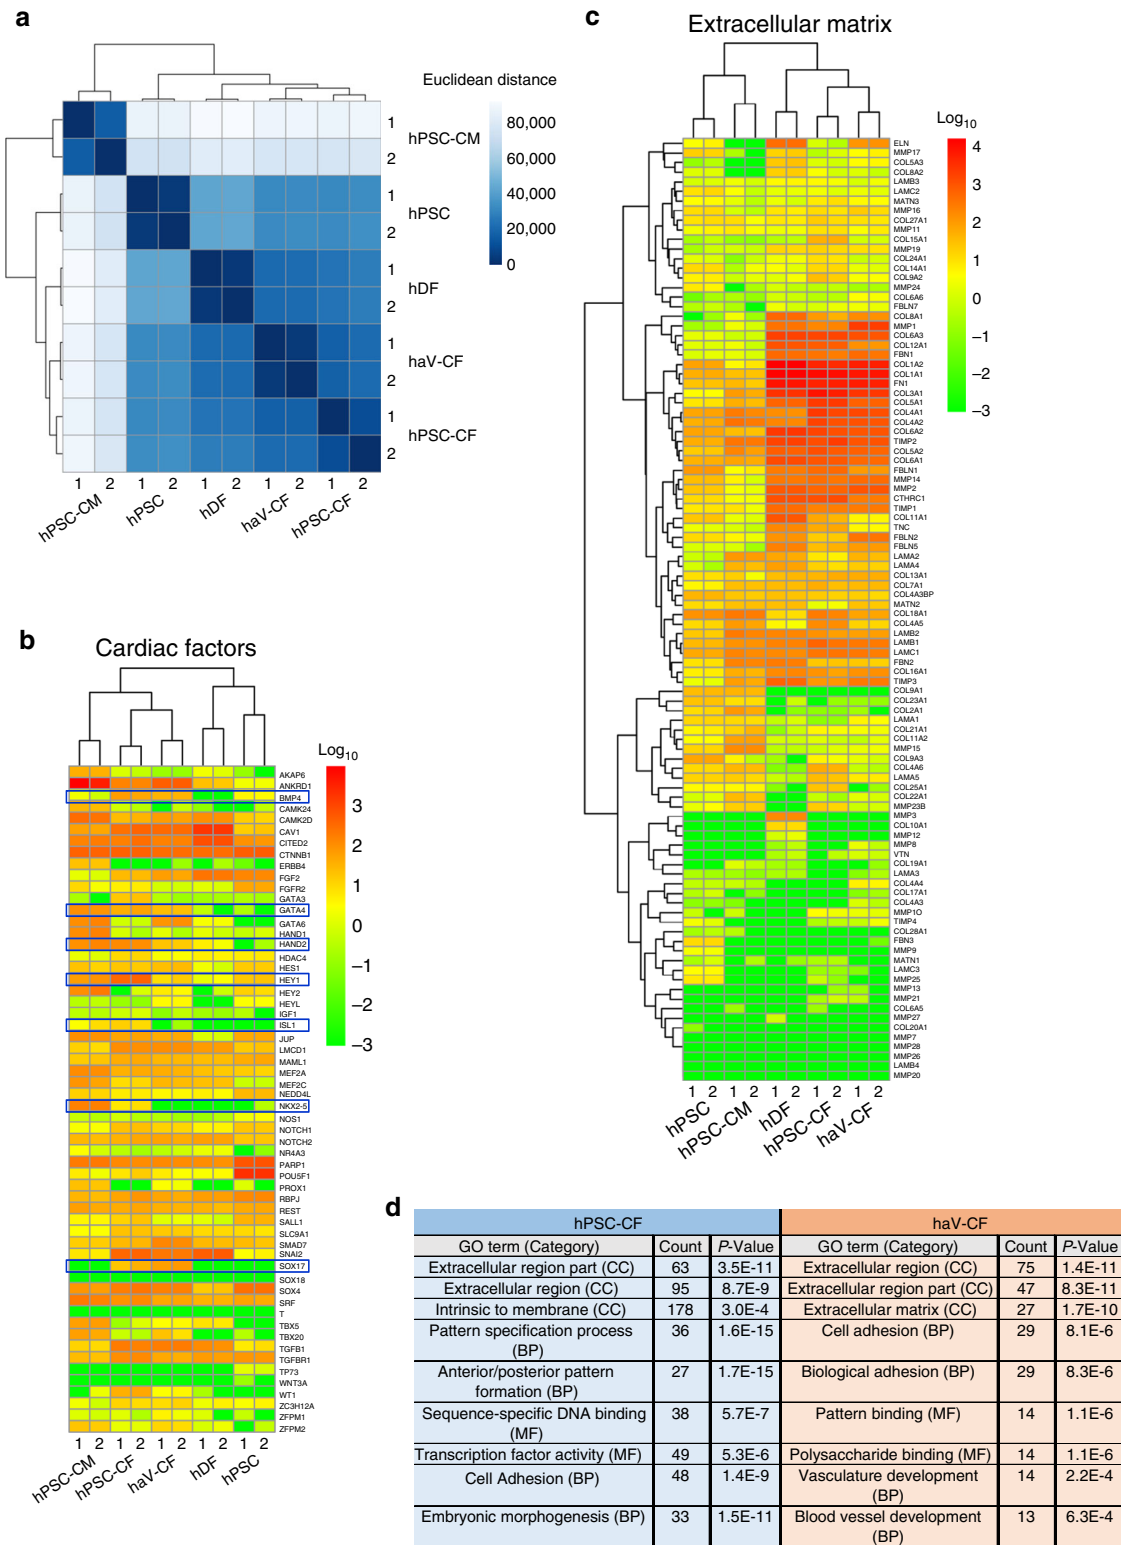 a
Euclidean distance
80,000
60,000
40,000
20,000
0
1
2
hPSC-CM
1
2
hPSC
1
2
hDF
1
2
haV-CF
1
2
hPSC-CF
1 2 1 2 1 2 1 2 1 2
hPSC-CM hPSC hDF haV-CF hPSC-CF
b
Cardiac factors
Log10
3
2
1
0
–1
–2
–3
AKAP6
ANKRD1
BMP4
CAMK24
CAMK2D
CAV1
CITED2
CTNNB1
ERBB4
FGF2
FGFR2
GATA3
GATA4
GATA6
HAND1
HAND2
HDAC4
HES1
HEY1
HEY2
HEYL
IGF1
ISL1
JUP
LMCD1
MAML1
MEF2A
MEF2C
NEDD4L
NKX2-5
NOS1
NOTCH1
NOTCH2
NR4A3
PARP1
POU5F1
PROX1
RBPJ
REST
SALL1
SLC9A1
SMAD7
SNAI2
SOX17
SOX18
SOX4
SRF
T
TBX5
TBX20
TGFB1
TGFBR1
TP73
WNT3A
WT1
ZC3H12A
ZFPM1
ZFPM2
1 2 1 2 1 2 1 2 1 2
hPSC-CM hPSC-CF haV-CF hDF hPSC
c
Extracellular matrix
Log10
4
3
2
1
0
–1
–2
–3
ELN
MMP17
COL5A3
COL8A2
LAMB3
LAMC2
MATN3
MMP16
COL27A1
MMP11
COL15A1
MMP19
COL24A1
COL14A1
COL9A2
MMP24
COL6A6
FBLN7
COL8A1
MMP1
COL6A3
COL12A1
FBN1
COL1A2
COL1A1
FN1
COL3A1
COL5A1
COL4A1
COL4A2
COL6A2
TIMP2
COL5A2
COL6A1
FBLN1
MMP14
MMP2
CTHRC1
TIMP1
COL11A1
TNC
FBLN2
FBLN5
LAMA2
LAMA4
COL13A1
COL7A1
COL4A3BP
MATN2
COL18A1
COL4A5
LAMB2
LAMB1
LAMC1
FBN2
COL16A1
TIMP3
COL9A1
COL23A1
COL2A1
LAMA1
COL21A1
COL11A2
MMP15
COL9A3
COL4A6
LAMA5
COL25A1
COL22A1
MMP23B
MMP3
COL10A1
MMP12
MMP8
VTN
COL19A1
LAMA3
COL4A4
COL17A1
COL4A3
MMP1O
TIMP4
COL28A1
FBN3
MMP9
MATN1
LAMC3
MMP25
MMP13
MMP21
COL6A5
MMP27
COL20A1
MMP7
MMP28
MMP26
LAMB4
MMP20
1 2 1 2 1 2 1 2 1 2
hPSC hPSC-CM hDF hPSC-CF haV-CF
d
hPSC-CF haV-CF
GO term (Category) Count P-Value GO term (Category) Count P-Value
Extracellular region part (CC) 63 3.5E-11 Extracellular region (CC) 75 1.4E-11
Extracellular region (CC) 95 8.7E-9 Extracellular region part (CC) 47 8.3E-11
Intrinsic to membrane (CC) 178 3.0E-4 Extracellular matrix (CC) 27 1.7E-10
Pattern specification process (BP) 36 1.6E-15 Cell adhesion (BP) 29 8.1E-6
Anterior/posterior pattern formation (BP) 27 1.7E-15 Biological adhesion (BP) 29 8.3E-6
Sequence-specific DNA binding (MF) 38 5.7E-7 Pattern binding (MF) 14 1.1E-6
Transcription factor activity (MF) 49 5.3E-6 Polysaccharide binding (MF) 14 1.1E-6
Cell Adhesion (BP) 48 1.4E-9 Vasculature development (BP) 14 2.2E-4
Embryonic morphogenesis (BP) 33 1.5E-11 Blood vessel development (BP) 13 6.3E-4